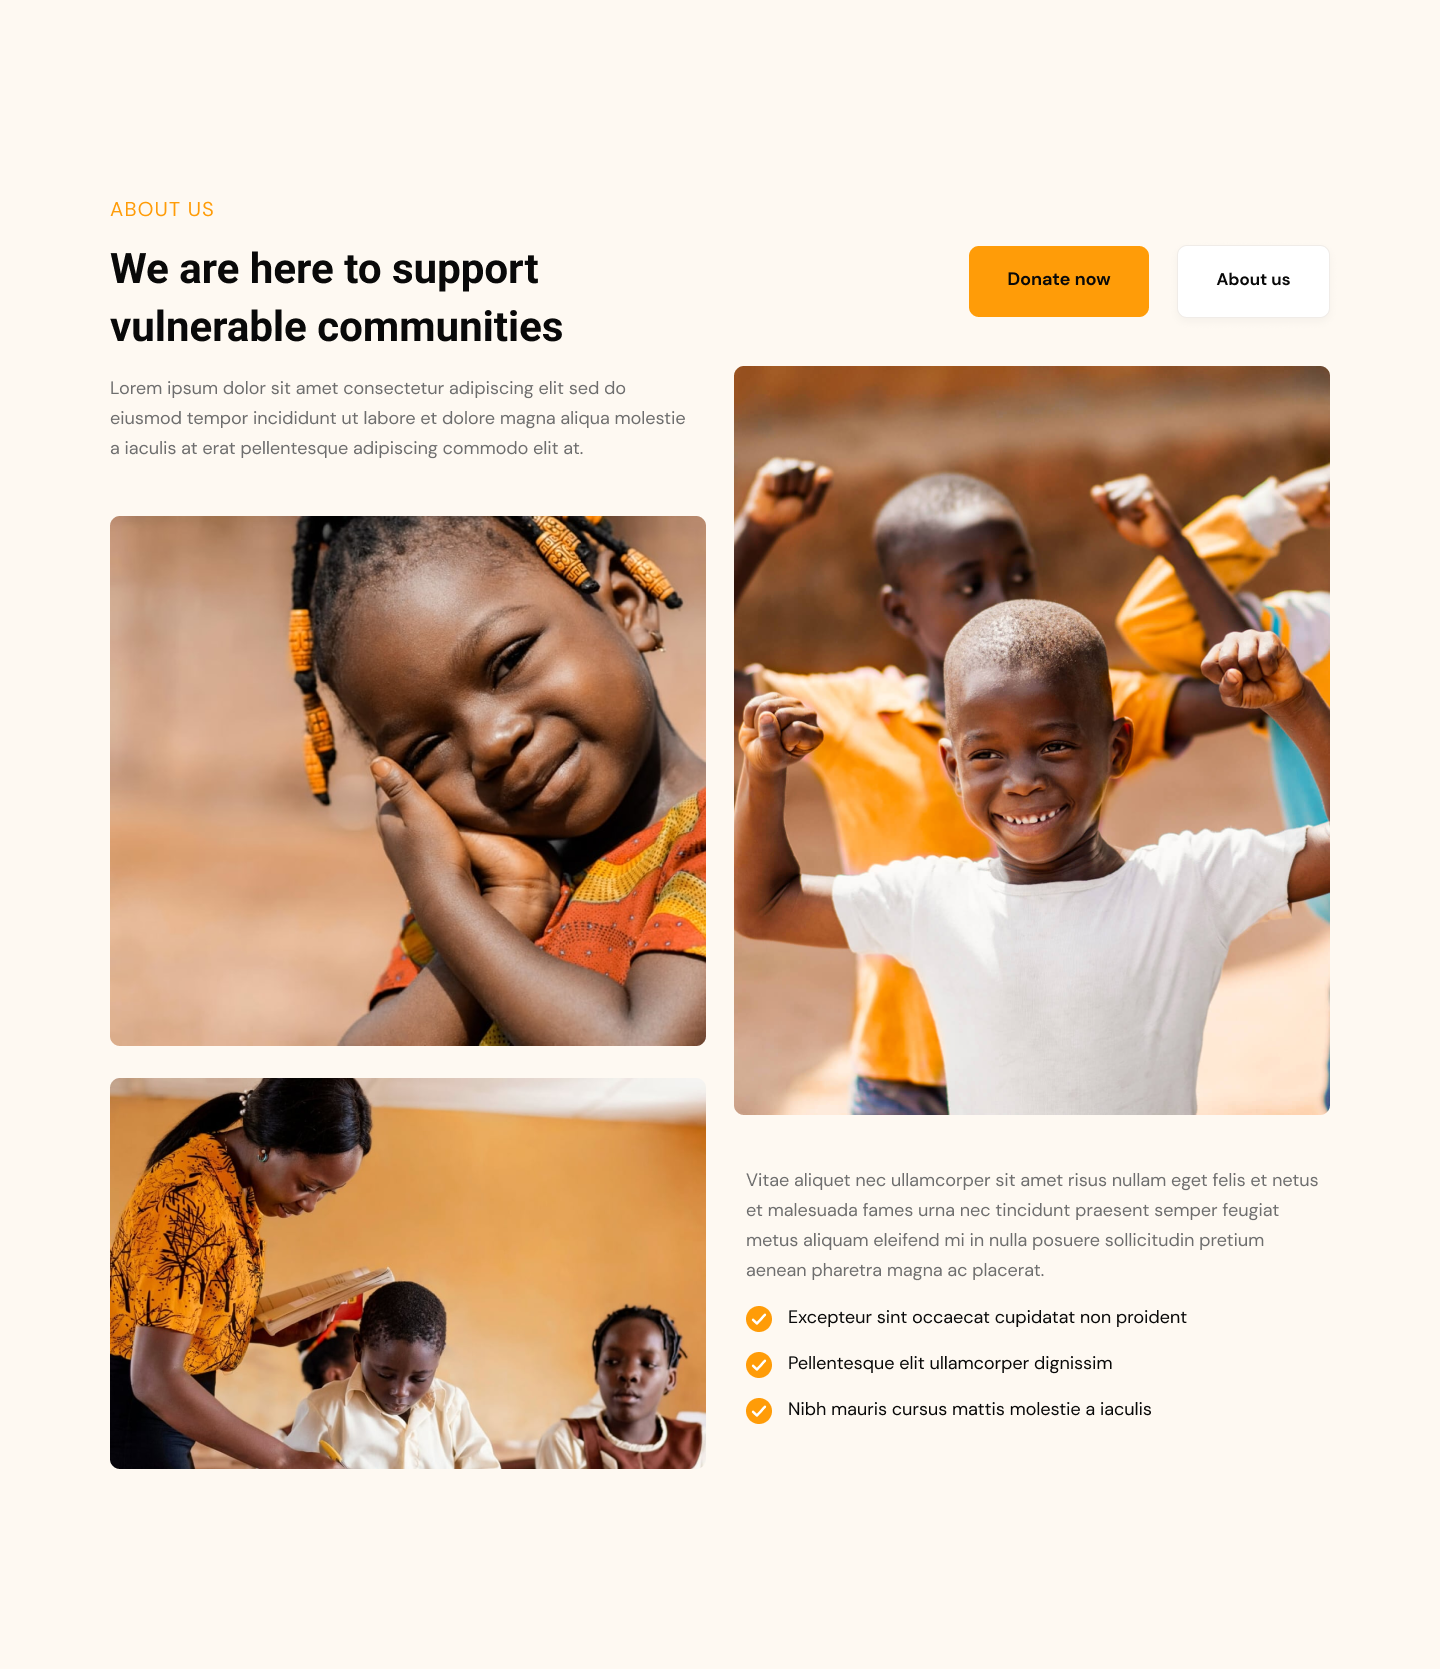 ABOUT US
We are here to support
vulnerable communities
Lorem ipsum dolor sit amet consectetur adipiscing elit sed do
eiusmod tempor incididunt ut labore et dolore magna aliqua molestie
a iaculis at erat pellentesque adipiscing commodo elit at.
Donate now
About us
Vitae aliquet nec ullamcorper sit amet risus nullam eget felis et netus
et malesuada fames urna nec tincidunt praesent semper feugiat
metus aliquam eleifend mi in nulla posuere sollicitudin pretium
aenean pharetra magna ac placerat.
Excepteur sint occaecat cupidatat non proident
Pellentesque elit ullamcorper dignissim
Nibh mauris cursus mattis molestie a iaculis